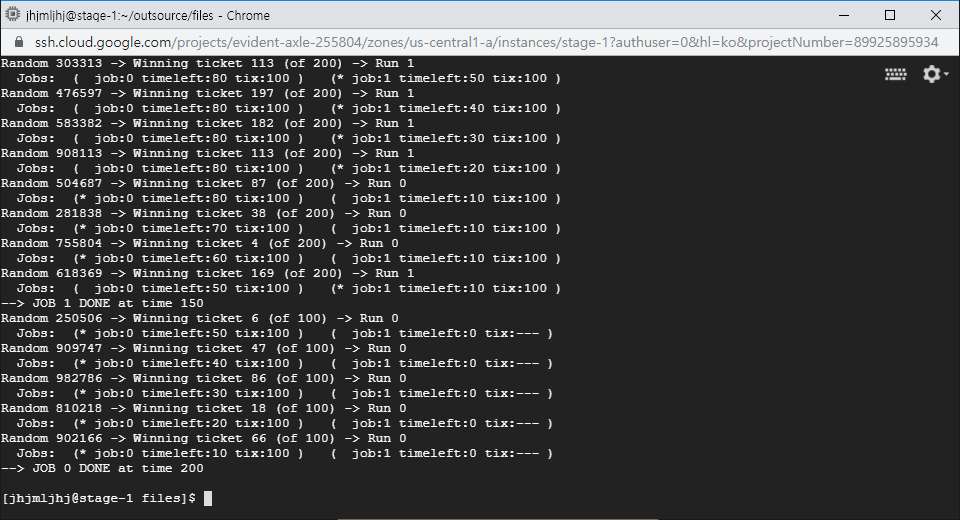 jhjmljhj@stage-1:~/outsource/files - Chrome
ssh.cloud.google.com/projects/evident-axle-255804/zones/us-central1-a/instances/stage-1?authuser=0&hl=ko&projectNumber=89925895934
Random 303313 -> Winning ticket 113 (of 200) -> Run 1
  Jobs:  (  job:0 timeleft:80 tix:100 )   (* job:1 timeleft:50 tix:100 )
Random 476597 -> Winning ticket 197 (of 200) -> Run 1
  Jobs:  (  job:0 timeleft:80 tix:100 )   (* job:1 timeleft:40 tix:100 )
Random 583382 -> Winning ticket 182 (of 200) -> Run 1
  Jobs:  (  job:0 timeleft:80 tix:100 )   (* job:1 timeleft:30 tix:100 )
Random 908113 -> Winning ticket 113 (of 200) -> Run 1
  Jobs:  (  job:0 timeleft:80 tix:100 )   (* job:1 timeleft:20 tix:100 )
Random 504687 -> Winning ticket 87 (of 200) -> Run 0
  Jobs:  (* job:0 timeleft:80 tix:100 )   (  job:1 timeleft:10 tix:100 )
Random 281838 -> Winning ticket 38 (of 200) -> Run 0
  Jobs:  (* job:0 timeleft:70 tix:100 )   (  job:1 timeleft:10 tix:100 )
Random 755804 -> Winning ticket 4 (of 200) -> Run 0
  Jobs:  (* job:0 timeleft:60 tix:100 )   (  job:1 timeleft:10 tix:100 )
Random 618369 -> Winning ticket 169 (of 200) -> Run 1
  Jobs:  (  job:0 timeleft:50 tix:100 )   (* job:1 timeleft:10 tix:100 )
--> JOB 1 DONE at time 150
Random 250506 -> Winning ticket 6 (of 100) -> Run 0
  Jobs:  (* job:0 timeleft:50 tix:100 )   (  job:1 timeleft:0 tix:--- )
Random 909747 -> Winning ticket 47 (of 100) -> Run 0
  Jobs:  (* job:0 timeleft:40 tix:100 )   (  job:1 timeleft:0 tix:--- )
Random 982786 -> Winning ticket 86 (of 100) -> Run 0
  Jobs:  (* job:0 timeleft:30 tix:100 )   (  job:1 timeleft:0 tix:--- )
Random 810218 -> Winning ticket 18 (of 100) -> Run 0
  Jobs:  (* job:0 timeleft:20 tix:100 )   (  job:1 timeleft:0 tix:--- )
Random 902166 -> Winning ticket 66 (of 100) -> Run 0
  Jobs:  (* job:0 timeleft:10 tix:100 )   (  job:1 timeleft:0 tix:--- )
--> JOB 0 DONE at time 200
[jhjmljhj@stage-1 files]$